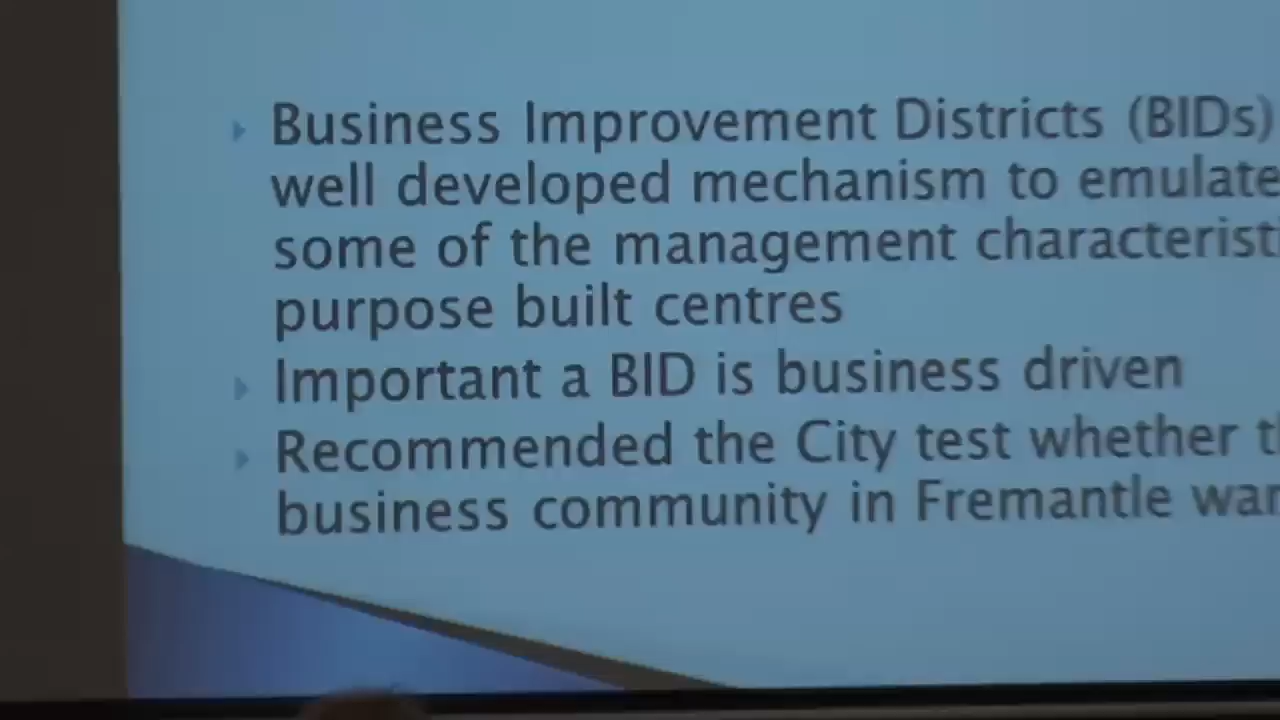 Business Improvement Districts (BIDs)
well developed mechanism to emulate
some of the management characterist
purpose built centres
Important a BID is business driven
Recommended the City test whether t
business community in Fremantle wa